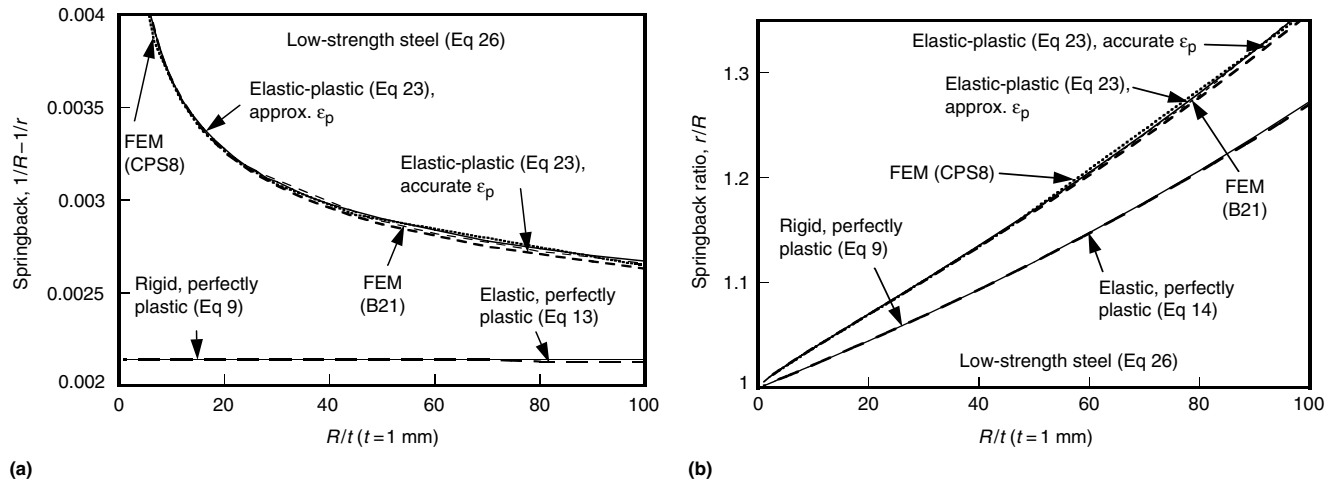 0.004
0.0035
0.003
0.0025
0.002
Springback, 1/R−1/r
Low-strength steel (Eq 26)
Elastic-plastic (Eq 23),
approx. εp
FEM
(CPS8)
Elastic-plastic (Eq 23),
accurate εp
FEM
(B21)
Rigid, perfectly
plastic (Eq 9)
Elastic, perfectly
plastic (Eq 13)
0 20 40 60 80 100
R/t (t = 1 mm)
(a)
1.3
1.2
1.1
1
Springback ratio, r/R
Elastic-plastic (Eq 23), accurate εp
Elastic-plastic (Eq 23),
approx. εp
FEM (CPS8)
FEM
(B21)
Rigid, perfectly
plastic (Eq 9)
Elastic, perfectly
plastic (Eq 14)
Low-strength steel (Eq 26)
0 20 40 60 80 100
R/t (t = 1 mm)
(b)